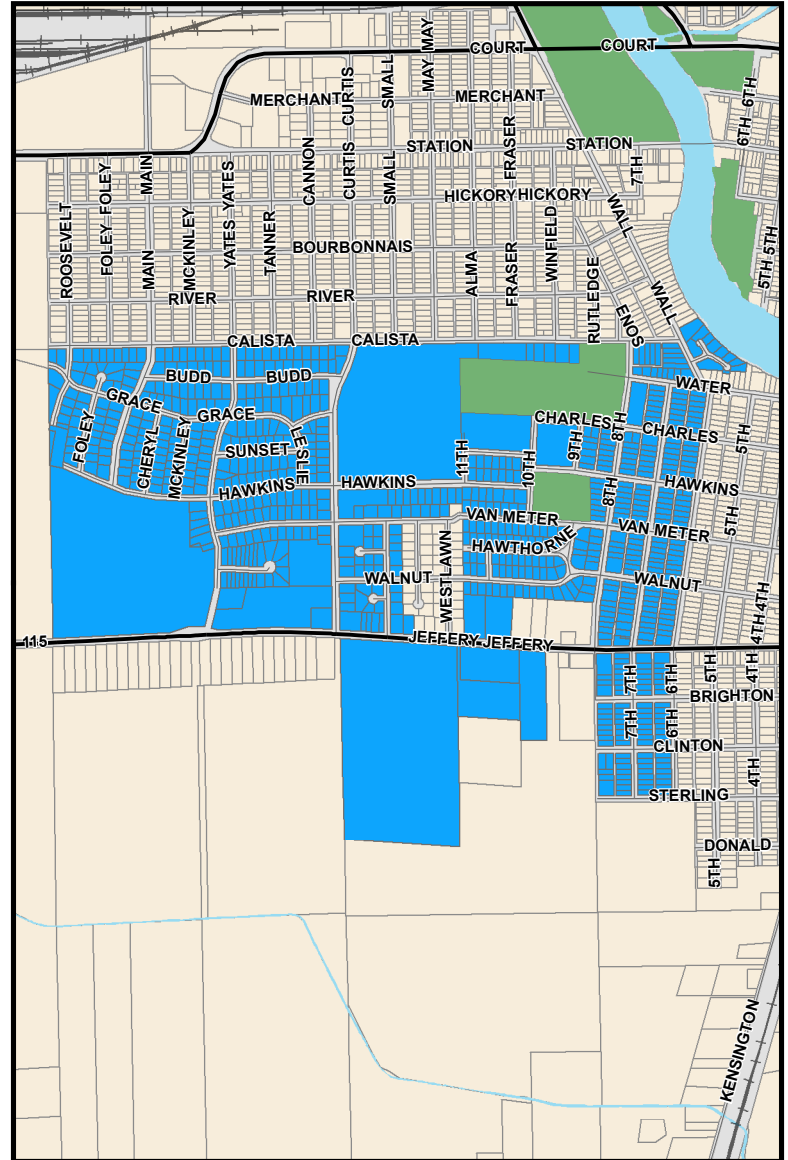 MAY MAY
COURT
COURT
CURTIS
SMALL
MERCHANT
MERCHANT
6TH 6TH
STATION
STATION
MAIN
FOLEY FOLEY
YATES YATES
CANNON
CURTIS
SMALL
FRASER
7TH
HICKORY HICKORY
ROOSEVELT
MCKINLEY
TANNER
WALL
MAIN
BOURBONNAIS
ALMA
FRASER
WINFIELD
RUTLEDGE
5TH 5TH
RIVER
RIVER
ENOS
WALL
CALISTA
CALISTA
BUDD
BUDD
WATER
GRACE
GRACE
FOLEY
CHERYL
MCKINLEY
SUNSET
LESLIE
CHARLES
8TH
CHARLES
5TH
11TH
10TH
9TH
HAWKINS
HAWKINS
HAWKINS
8TH
5TH
VAN METER
VAN METER
HAWTHORNE
WALNUT
WESTLAWN
WALNUT
4TH 4TH
115
JEFFERY JEFFERY
7TH
6TH
5TH
4TH
BRIGHTON
7TH
6TH
CLINTON
4TH
STERLING
DONALD
5TH
KENSINGTON